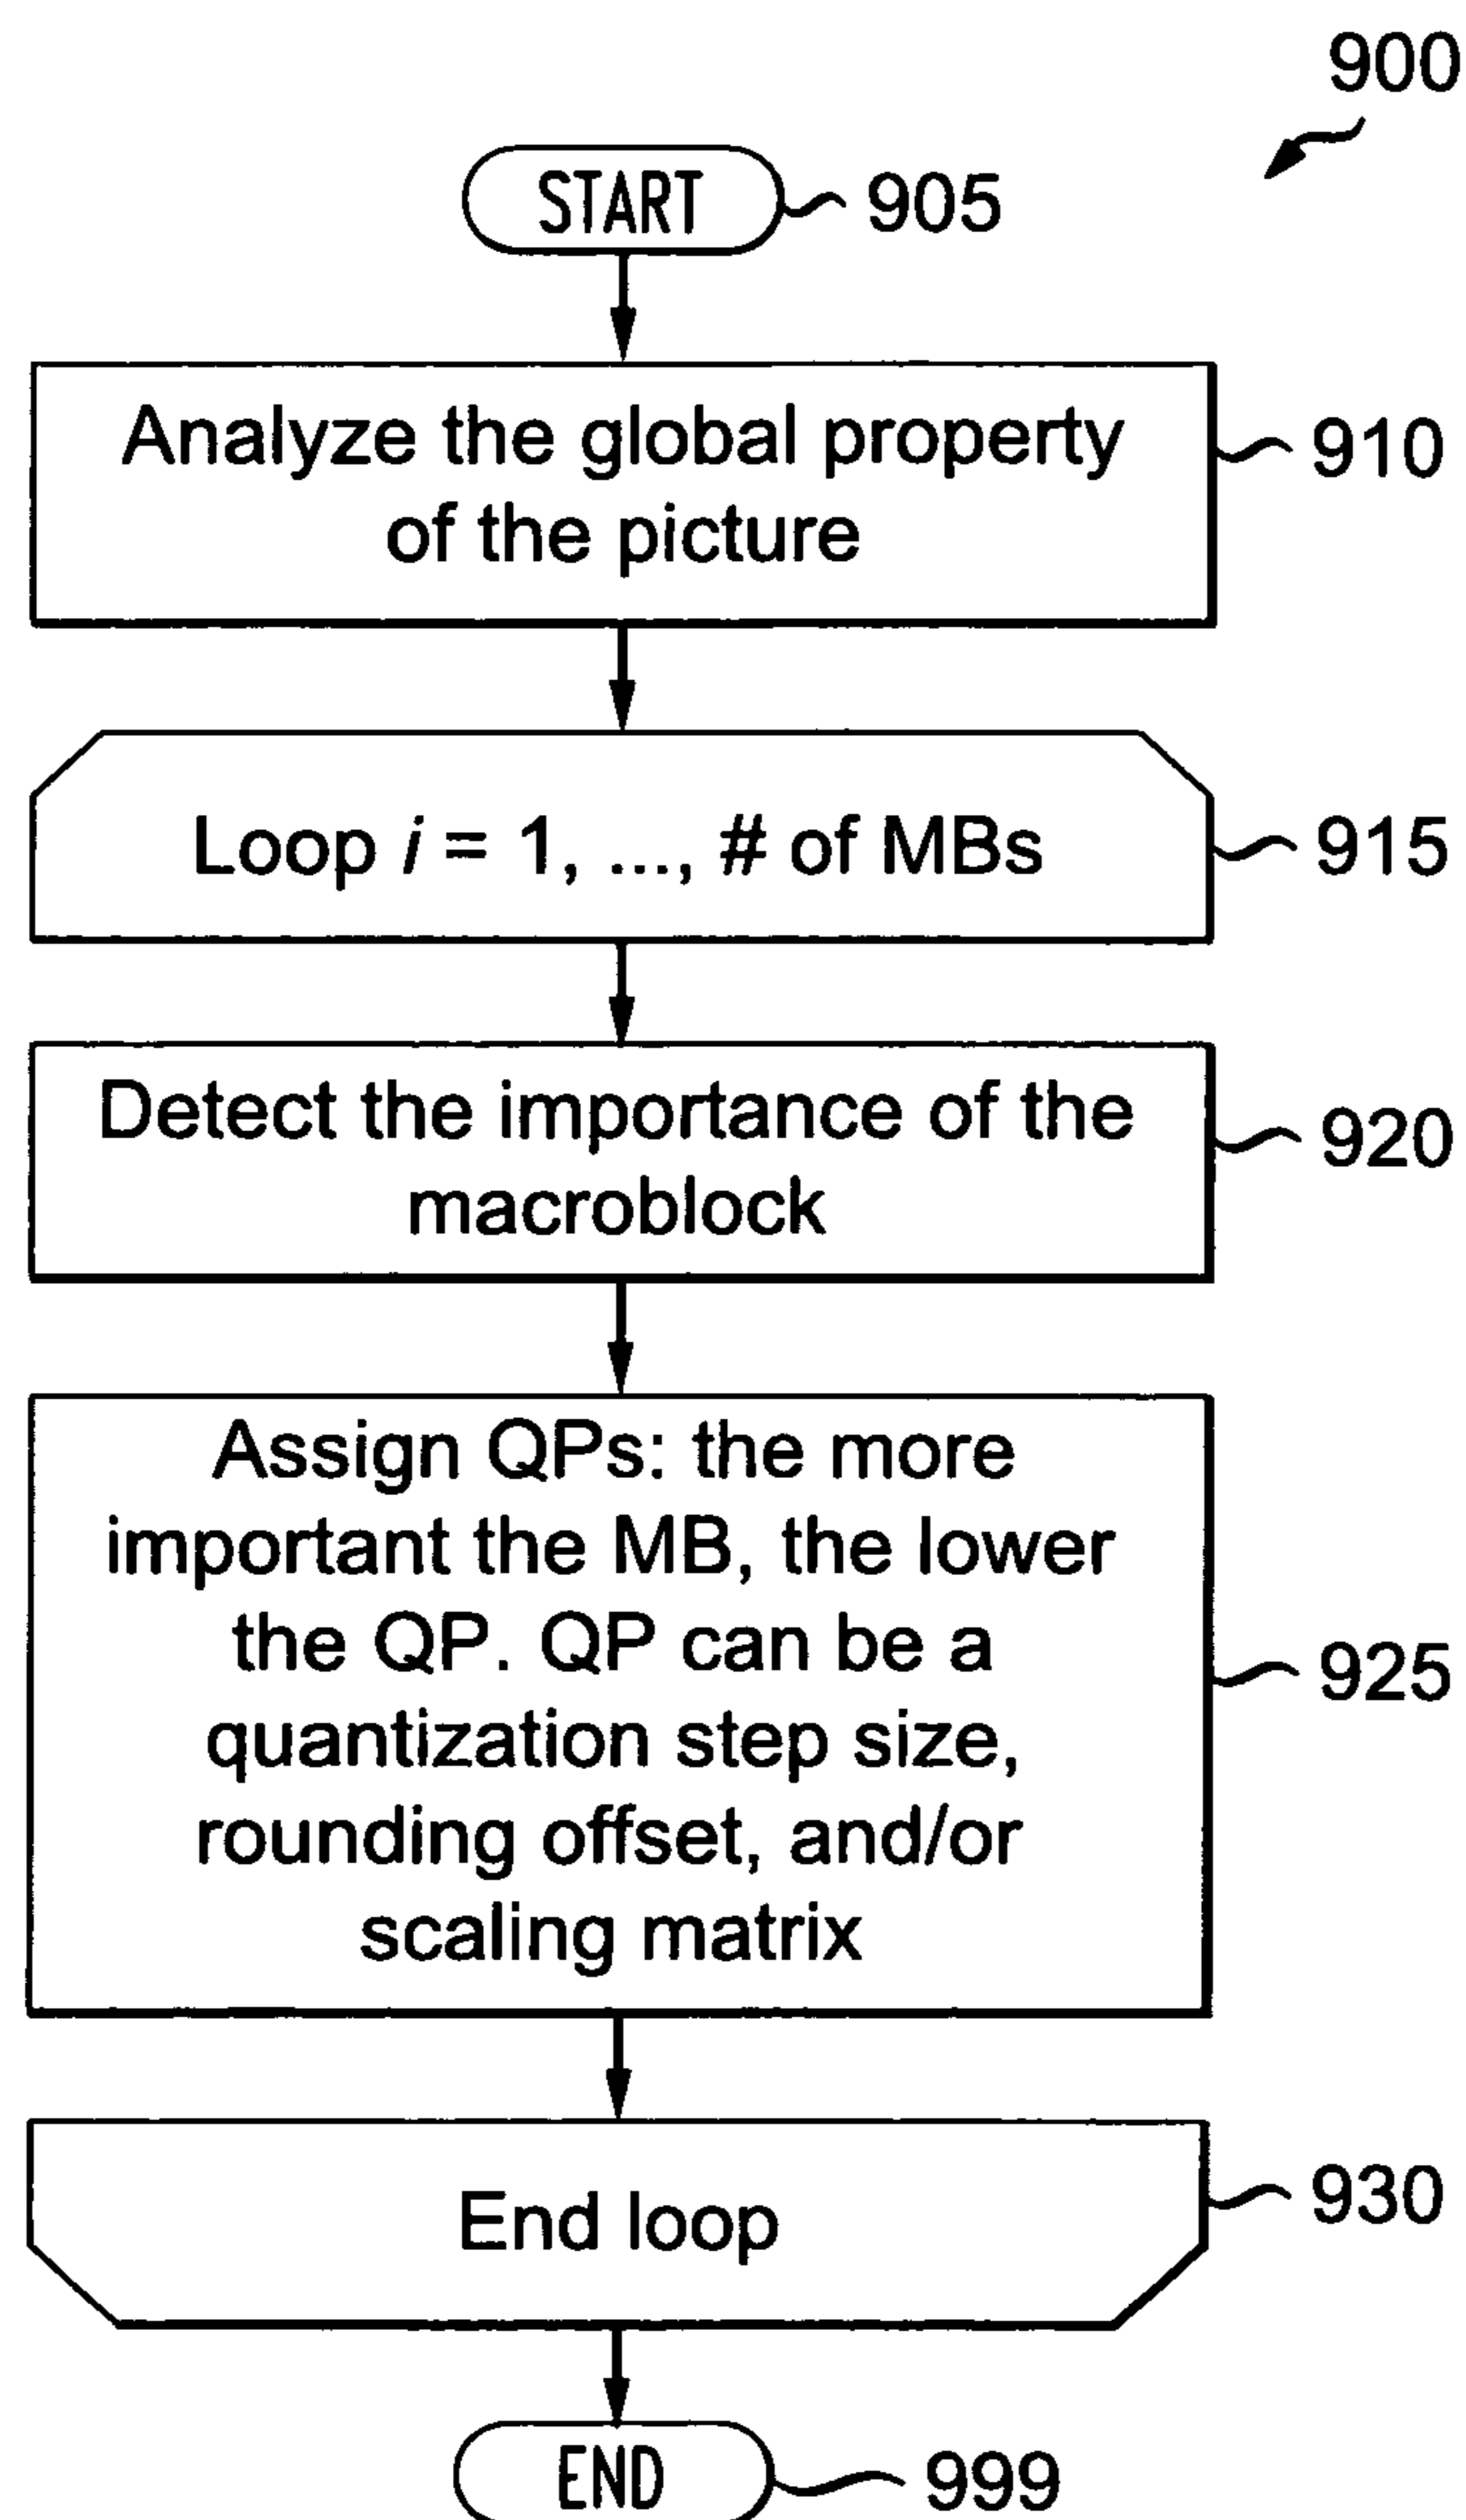 900
START 905
Analyze the global property
of the picture
910
Loop i = 1, ..., # of MBs 915
Detect the importance of the
macroblock
920
Assign QPs: the more
important the MB, the lower
the QP. QP can be a
quantization step size,
rounding offset, and/or
scaling matrix
925
End loop 930
END 999